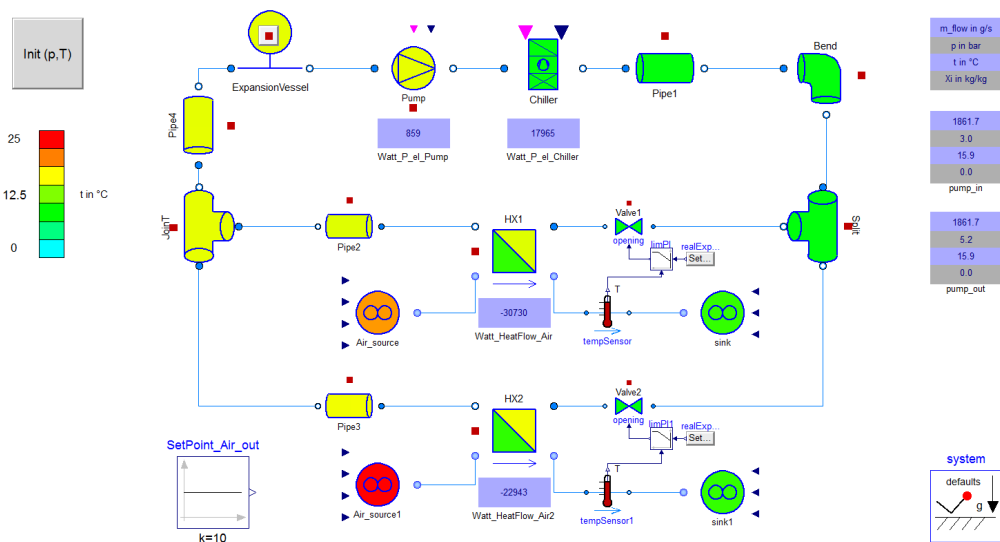 Init (p,T)
ExpansionVessel
Pump
Chiller
Pipe1
Bend
m_flow in g/s
p in bar
t in °C
Xi in kg/kg
859
Watt_P_el_Pump
17965
Watt_P_el_Chiller
1861.7
3.0
15.9
0.0
pump_in
Pipe4
25
12.5
0
t in °C
JoinT
Pipe2
HX1
Valve1
opening
limPI
realExp...
Set...
Split
1861.7
5.2
15.9
0.0
pump_out
T
-30730
Watt_HeatFlow_Air
Air_source
tempSensor
sink
Pipe3
HX2
Valve2
opening
limPI1
realExp...
Set...
SetPoint_Air_out
k=10
T
-22943
Watt_HeatFlow_Air2
Air_source1
tempSensor1
sink1
system
defaults
g